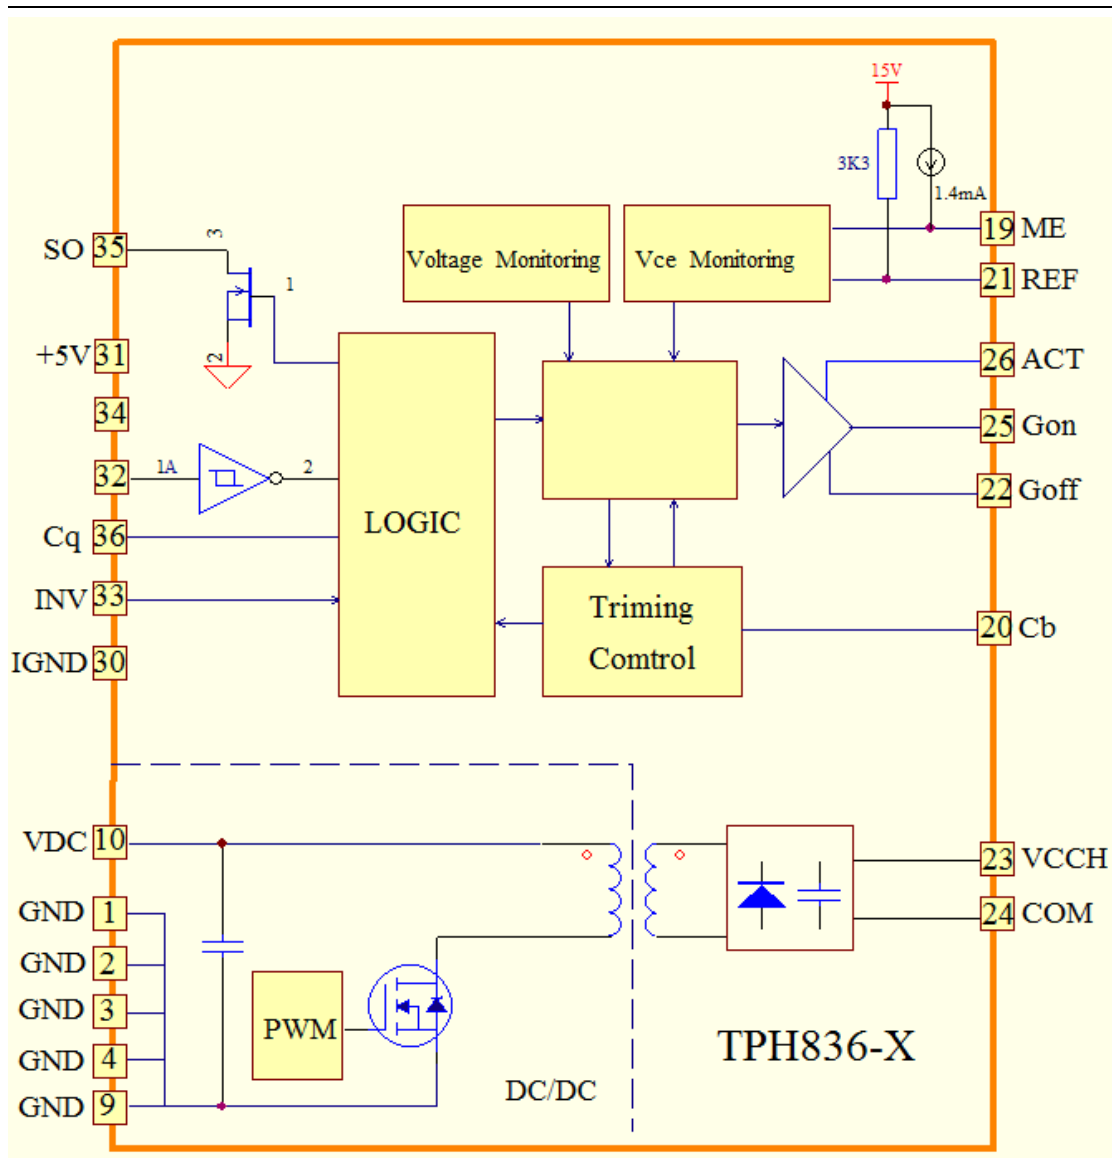 15V
3K3
1.4mA
19 ME
3
SO 35
Voltage Monitoring
Vce Monitoring
21 REF
1
+5V 31
2
26 ACT
34
25 Gon
32
1A
2
22 Goff
LOGIC
Cq 36
INV 33
Triming
Comtrol
20 Cb
IGND 30
VDC 10
23 VCCH
GND 1
24 COM
GND 2
GND 3
PWM
TPH836-X
GND 4
DC/DC
GND 9